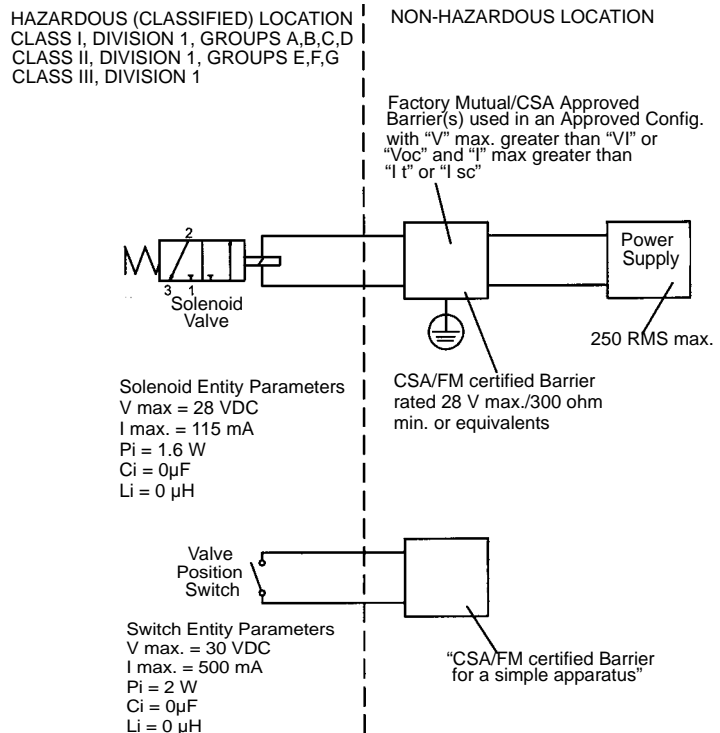 HAZARDOUS (CLASSIFIED) LOCATION
CLASS I, DIVISION 1, GROUPS A,B,C,D
CLASS II, DIVISION 1, GROUPS E,F,G
CLASS III, DIVISION 1
NON-HAZARDOUS LOCATION
Factory Mutual/CSA Approved
Barrier(s) used in an Approved Config.
with “V” max. greater than “VI” or
“Voc” and “I” max greater than
“I t” or “I sc”
2
3
1
Solenoid
Valve
Power
Supply
250 RMS max.
CSA/FM certified Barrier
rated 28 V max./300 ohm
min. or equivalents
Solenoid Entity Parameters
V max = 28 VDC
I max. = 115 mA
Pi = 1.6 W
Ci = 0µF
Li = 0 µH
Valve
Position
Switch
Switch Entity Parameters
V max. = 30 VDC
I max. = 500 mA
Pi = 2 W
Ci = 0µF
Li = 0 µH
“CSA/FM certified Barrier
for a simple apparatus”